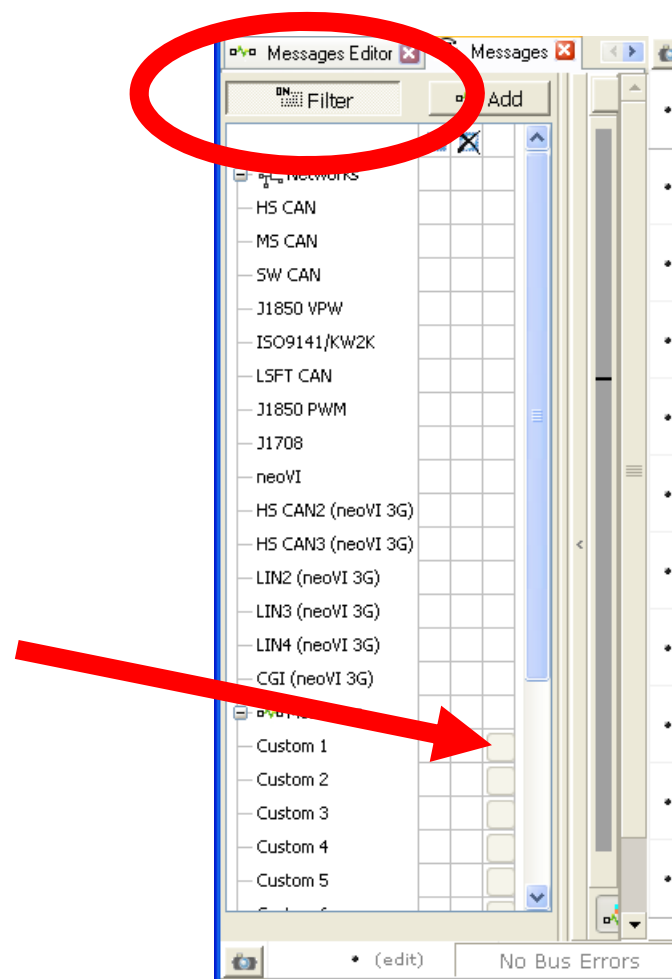 Messages Editor Messages
ON Filter Add
Networks
HS CAN
MS CAN
SW CAN
J1850 VPW
ISO9141/KW2K
LSFT CAN
J1850 PWM
J1708
neoVI
HS CAN2 (neoVI 3G)
HS CAN3 (neoVI 3G)
LIN2 (neoVI 3G)
LIN3 (neoVI 3G)
LIN4 (neoVI 3G)
CGI (neoVI 3G)
Custom 1
Custom 2
Custom 3
Custom 4
Custom 5
(edit) No Bus Errors